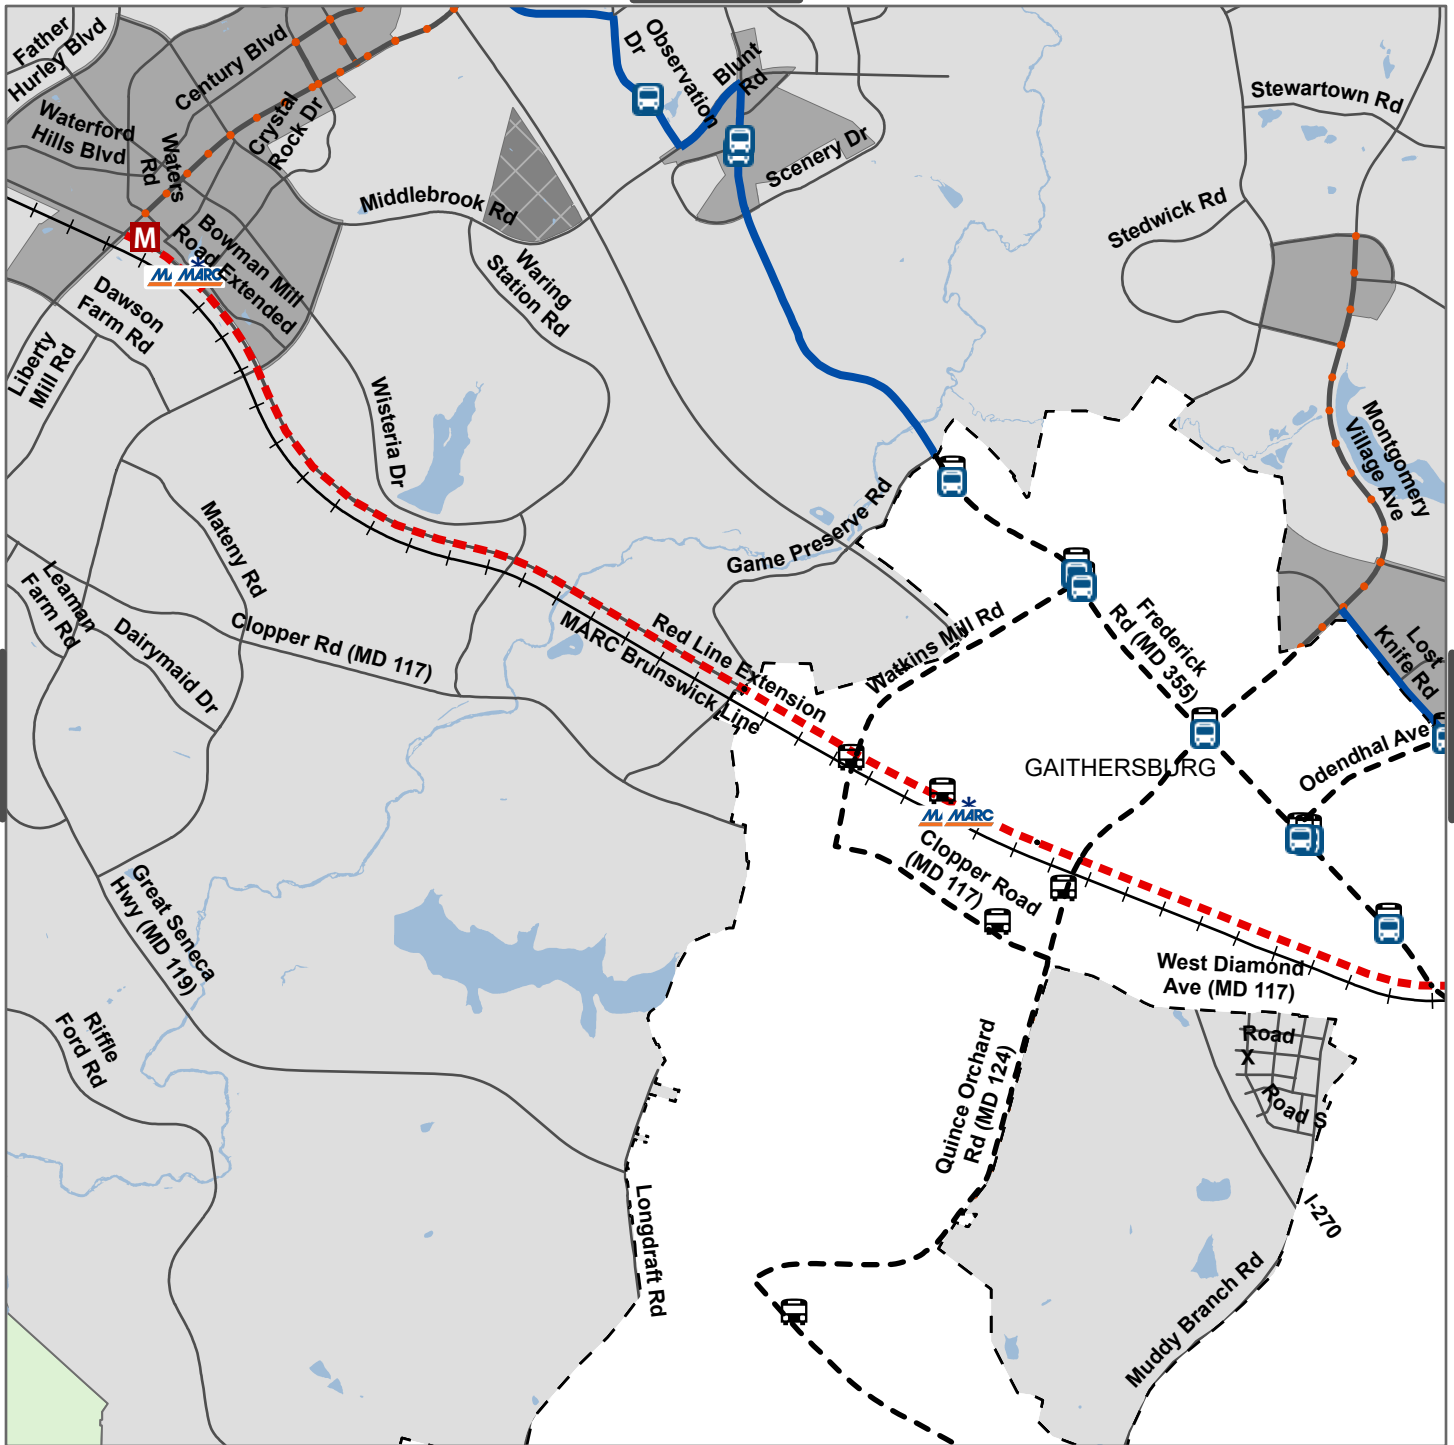 Father
Hurley Blvd
Century Blvd
Crystal
Rock Dr
Waterford
Hills Blvd
Waters
Rd
Observation
Dr
Blunt
Rd
Scenery Dr
Stewartown Rd
Stedwick Rd
Middlebrook Rd
M
Bowman Mill
Road Extended
MA
MARC
Dawson
Farm Rd
Liberty
Mill Rd
Waring
Station Rd
Wisteria Dr
Montgomery
Village Ave
Game Preserve Rd
Mateny Rd
Leaman
Farm Rd
Dairymaid Dr
Clopper Rd (MD 117)
Red Line Extension
MARC Brunswick Line
Watkins Mill Rd
Frederick
Rd (MD 355)
Lost
Knife Rd
Odendhal Ave
GAITHERSBURG
MA
MARC
Clopper Road
(MD 117)
Great Seneca
Hwy (MD 119)
West Diamond
Ave (MD 117)
Riffle
Ford Rd
Quince Orchard
Rd (MD 124)
Road
X
Road S
Longdraft Rd
I-270
Muddy Branch Rd